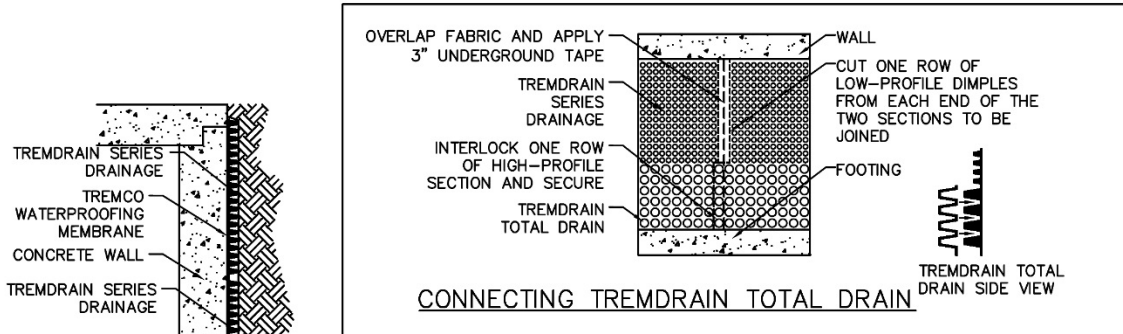 TREMDRAIN SERIES
DRAINAGE
TREMCO
WATERPROOFING
MEMBRANE
CONCRETE WALL
TREMDRAIN SERIES
DRAINAGE
OVERLAP FABRIC AND APPLY
3" UNDERGROUND TAPE
TREMDRAIN
SERIES
DRAINAGE
INTERLOCK ONE ROW
OF HIGH-PROFILE
SECTION AND SECURE
TREMDRAIN
TOTAL DRAIN
WALL
CUT ONE ROW OF
LOW-PROFILE DIMPLES
FROM EACH END OF THE
TWO SECTIONS TO BE
JOINED
FOOTING
TREMDRAIN TOTAL
DRAIN SIDE VIEW
CONNECTING TREMDRAIN TOTAL DRAIN